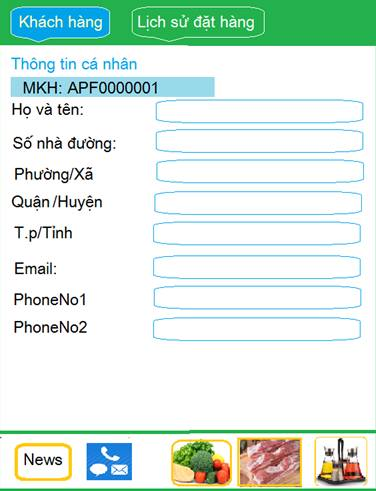 Khách hàng
Lịch sử đặt hàng
Thông tin cá nhân
MKH: APF0000001
Họ và tên:
Số nhà đường:
Phường/Xã
Quận/Huyện
T.p/Tỉnh
Email:
PhoneNo1
PhoneNo2
News